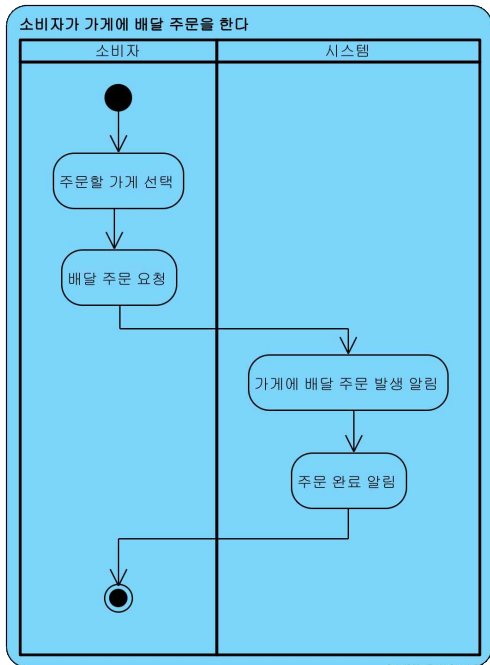 소비자가 가게에 배달 주문을 한다
소비자
시스템
주문할 가게 선택
배달 주문 요청
가게에 배달 주문 발생 알림
주문 완료 알림